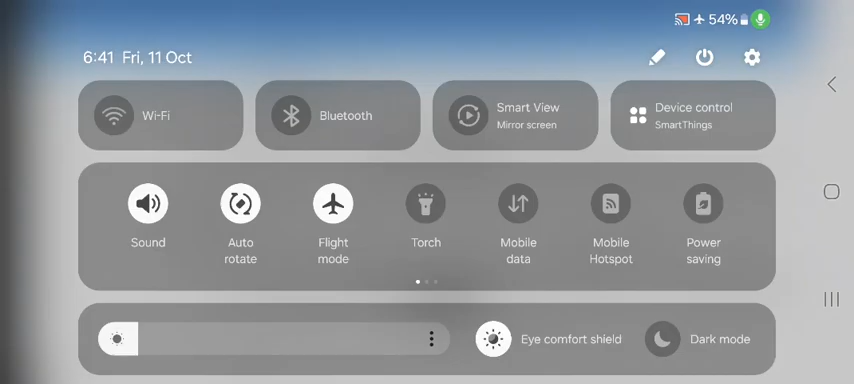 54%
6:41 Fri, 11 Oct
Wi-Fi
Bluetooth
Smart View
Mirror screen
Device control
SmartThings
Sound
Auto
rotate
Flight
mode
Torch
Mobile
data
Mobile
Hotspot
Power
saving
Eye comfort shield
Dark mode